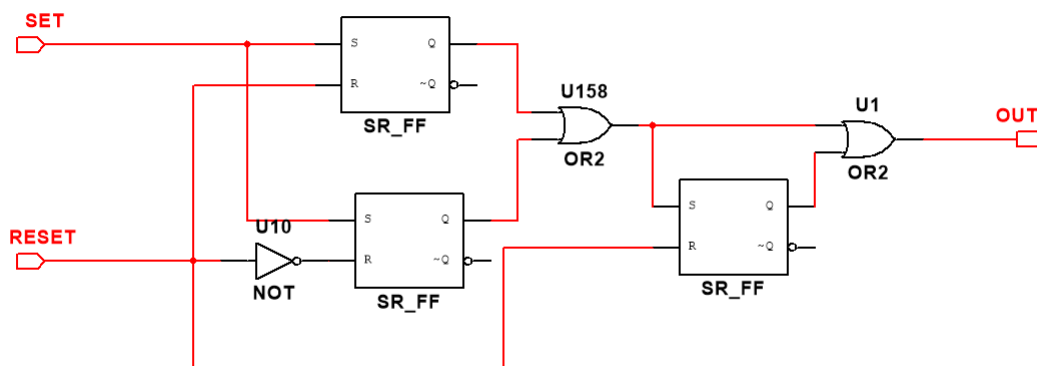 SET
S Q
R ~Q
SR_FF
U158
OR2
U1
OUT
OR2
RESET
U10
NOT
S Q
R ~Q
SR_FF
S Q
R ~Q
SR_FF